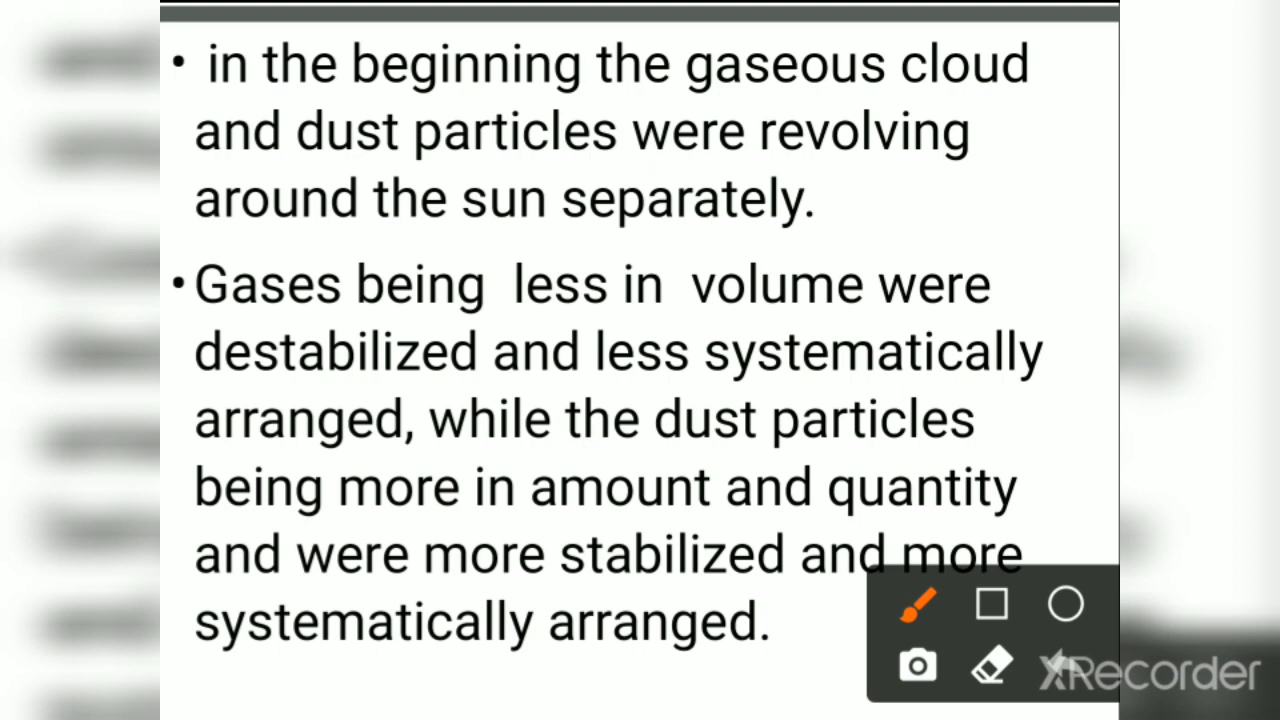 • in the beginning the gaseous cloud
and dust particles were revolving
around the sun separately.
• Gases being less in volume were
destabilized and less systematically
arranged, while the dust particles
being more in amount and quantity
and were more stabilized and more
systematically arranged.
XRecorder